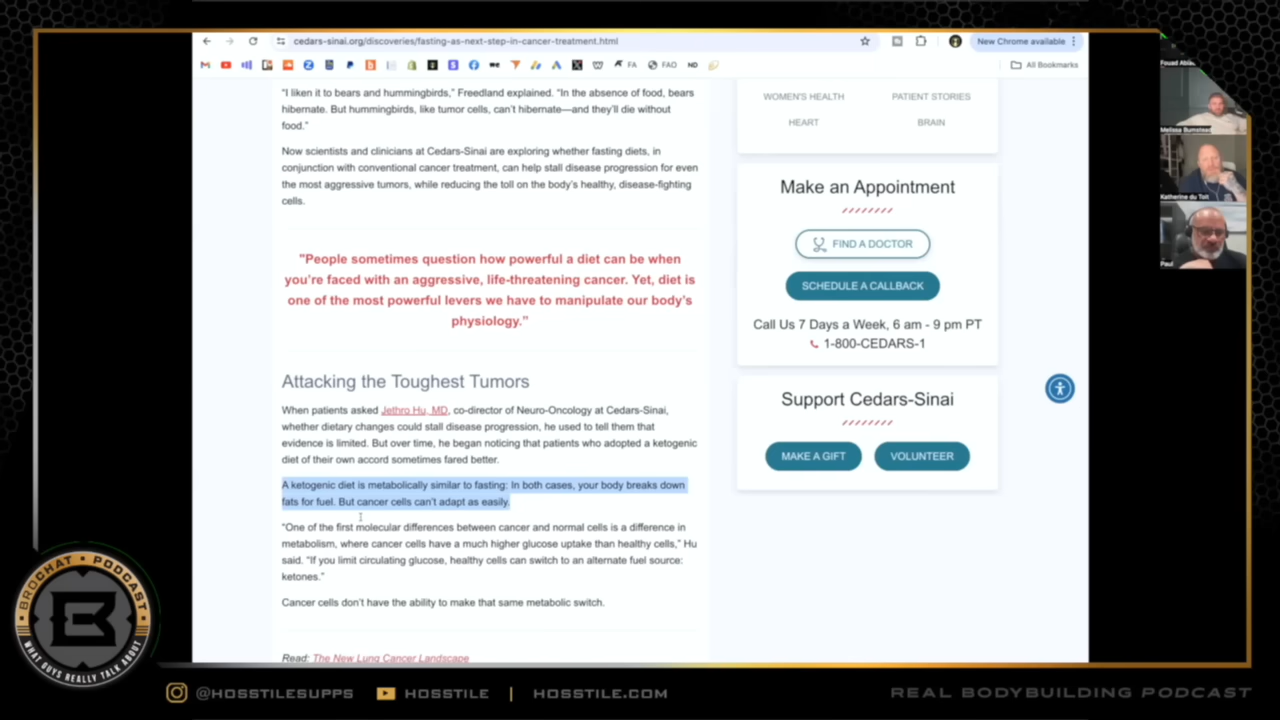 cedars-sinai.org/discoveries/fasting-as-next-step-in-cancer-treatment.html
New Chrome available
FA
FAO
ND
All Bookmarks
"I liken it to bears and hummingbirds," Freedland explained. "In the absence of food, bears
hibernate. But hummingbirds, like tumor cells, can't hibernate—and they'll die without
food."
Now scientists and clinicians at Cedars-Sinai are exploring whether fasting diets, in
conjunction with conventional cancer treatment, can help stall disease progression for even
the most aggressive tumors, while reducing the toll on the body's healthy, disease-fighting
cells.
"People sometimes question how powerful a diet can be when
you're faced with an aggressive, life-threatening cancer. Yet, diet is
one of the most powerful levers we have to manipulate our body's
physiology."
Attacking the Toughest Tumors
When patients asked Jethro Hu, MD, co-director of Neuro-Oncology at Cedars-Sinai,
whether dietary changes could stall disease progression, he used to tell them that
evidence is limited. But over time, he began noticing that patients who adopted a ketogenic
diet of their own accord sometimes fared better.
A ketogenic diet is metabolically similar to fasting: In both cases, your body breaks down
fats for fuel. But cancer cells can't adapt as easily.
"One of the first molecular differences between cancer and normal cells is a difference in
metabolism, where cancer cells have a much higher glucose uptake than healthy cells," Hu
said. "If you limit circulating glucose, healthy cells can switch to an alternate fuel source:
ketones."
Cancer cells don't have the ability to make that same metabolic switch.
Read: The New Lung Cancer Landscape
WOMEN'S HEALTH
PATIENT STORIES
HEART
BRAIN
Make an Appointment
FIND A DOCTOR
SCHEDULE A CALLBACK
Call Us 7 Days a Week, 6 am - 9 pm PT
1-800-CEDARS-1
Support Cedars-Sinai
MAKE A GIFT
VOLUNTEER
Fouad
Melissa Bumstead
Katherine du Toit
Paul
BROCHAT PODCAST
WHAT GUYS REALLY TALK ABOUT
@HOSSTILESUPPS
HOSSTILE
|
HOSSTILE.COM
REAL BODYBUILDING PODCAST